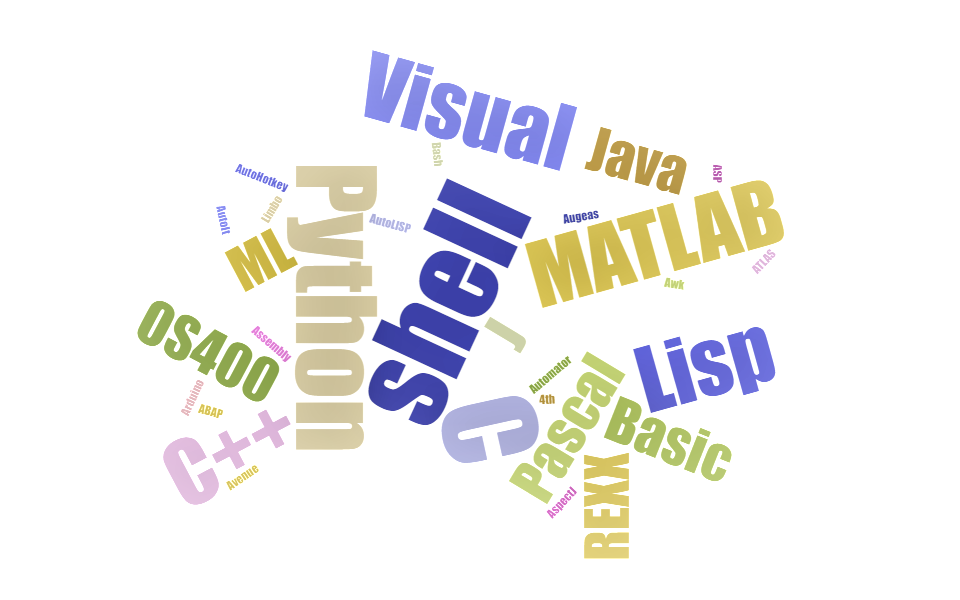 Visual
Java
Bash
ASP
AutoHotkey
Python
shell
MATLAB
Limbo
AutoIt
AutoLISP
Augeas
ML
ATLAS
Awk
J
OS400
Assembly
Lisp
Automator
Pascal
4th
Arduino
ABAP
C
Basic
C++
Avenue
AspectJ
REXX